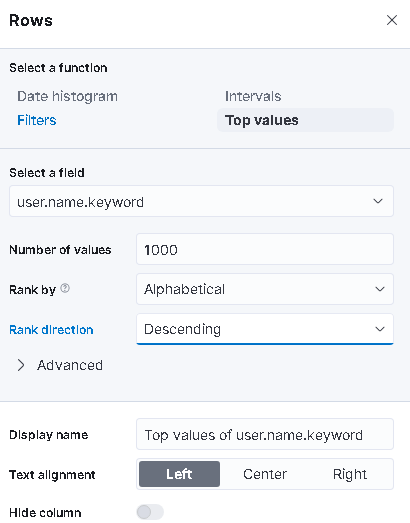 Rows
Select a function
Date histogram Intervals
Filters Top values
Select a field
user.name.keyword
Number of values 1000
Rank by Alphabetical
Rank direction Descending
Advanced
Display name Top values of user.name.keyword
Text alignment Left Center Right
Hide column